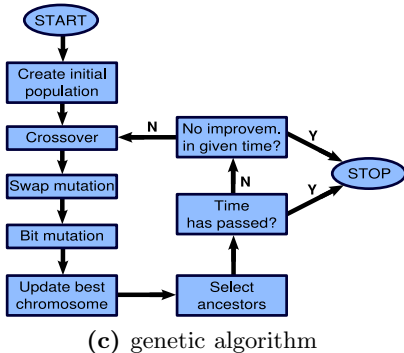 START
Create initial
population
Crossover
Swap mutation
Bit mutation
Update best
chromosome
Select
ancestors
Time
has passed?
N
Y
No improvem.
in given time?
N
Y
STOP
(c) genetic algorithm